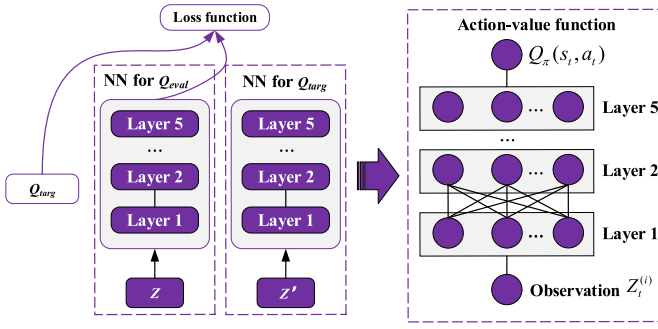 Loss function
Action-value function
NN for Q_eval
NN for Q_targ
Q_π(s_t, a_t)
Layer 5
Layer 5
...
Layer 5
...
...
...
Layer 2
Layer 2
...
Layer 2
Q_targ
Layer 1
Layer 1
...
Layer 1
Z
Z'
Observation Z_t^(i)